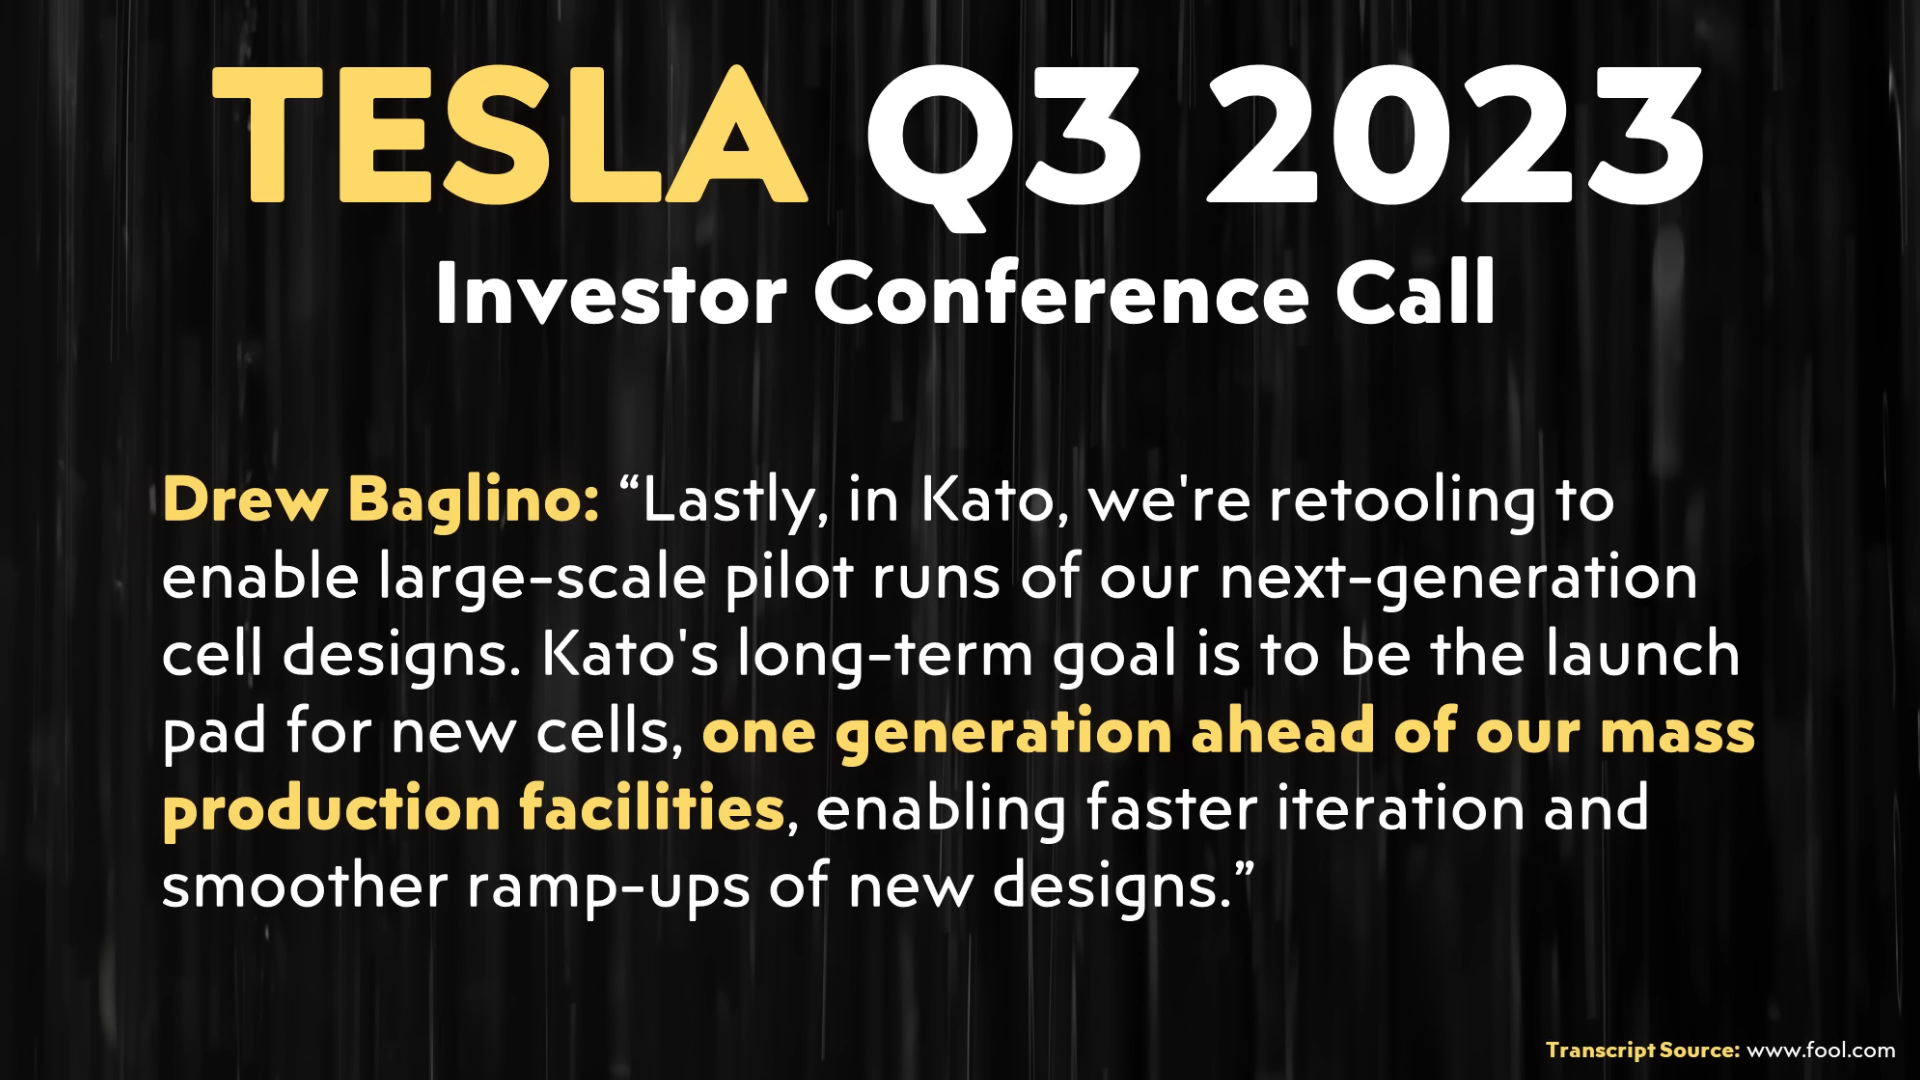 TESLA Q3 2023
Investor Conference Call
Drew Baglino: “Lastly, in Kato, we're retooling to
enable large-scale pilot runs of our next-generation
cell designs. Kato's long-term goal is to be the launch
pad for new cells, one generation ahead of our mass
production facilities, enabling faster iteration and
smoother ramp-ups of new designs.”
Transcript Source: www.fool.com